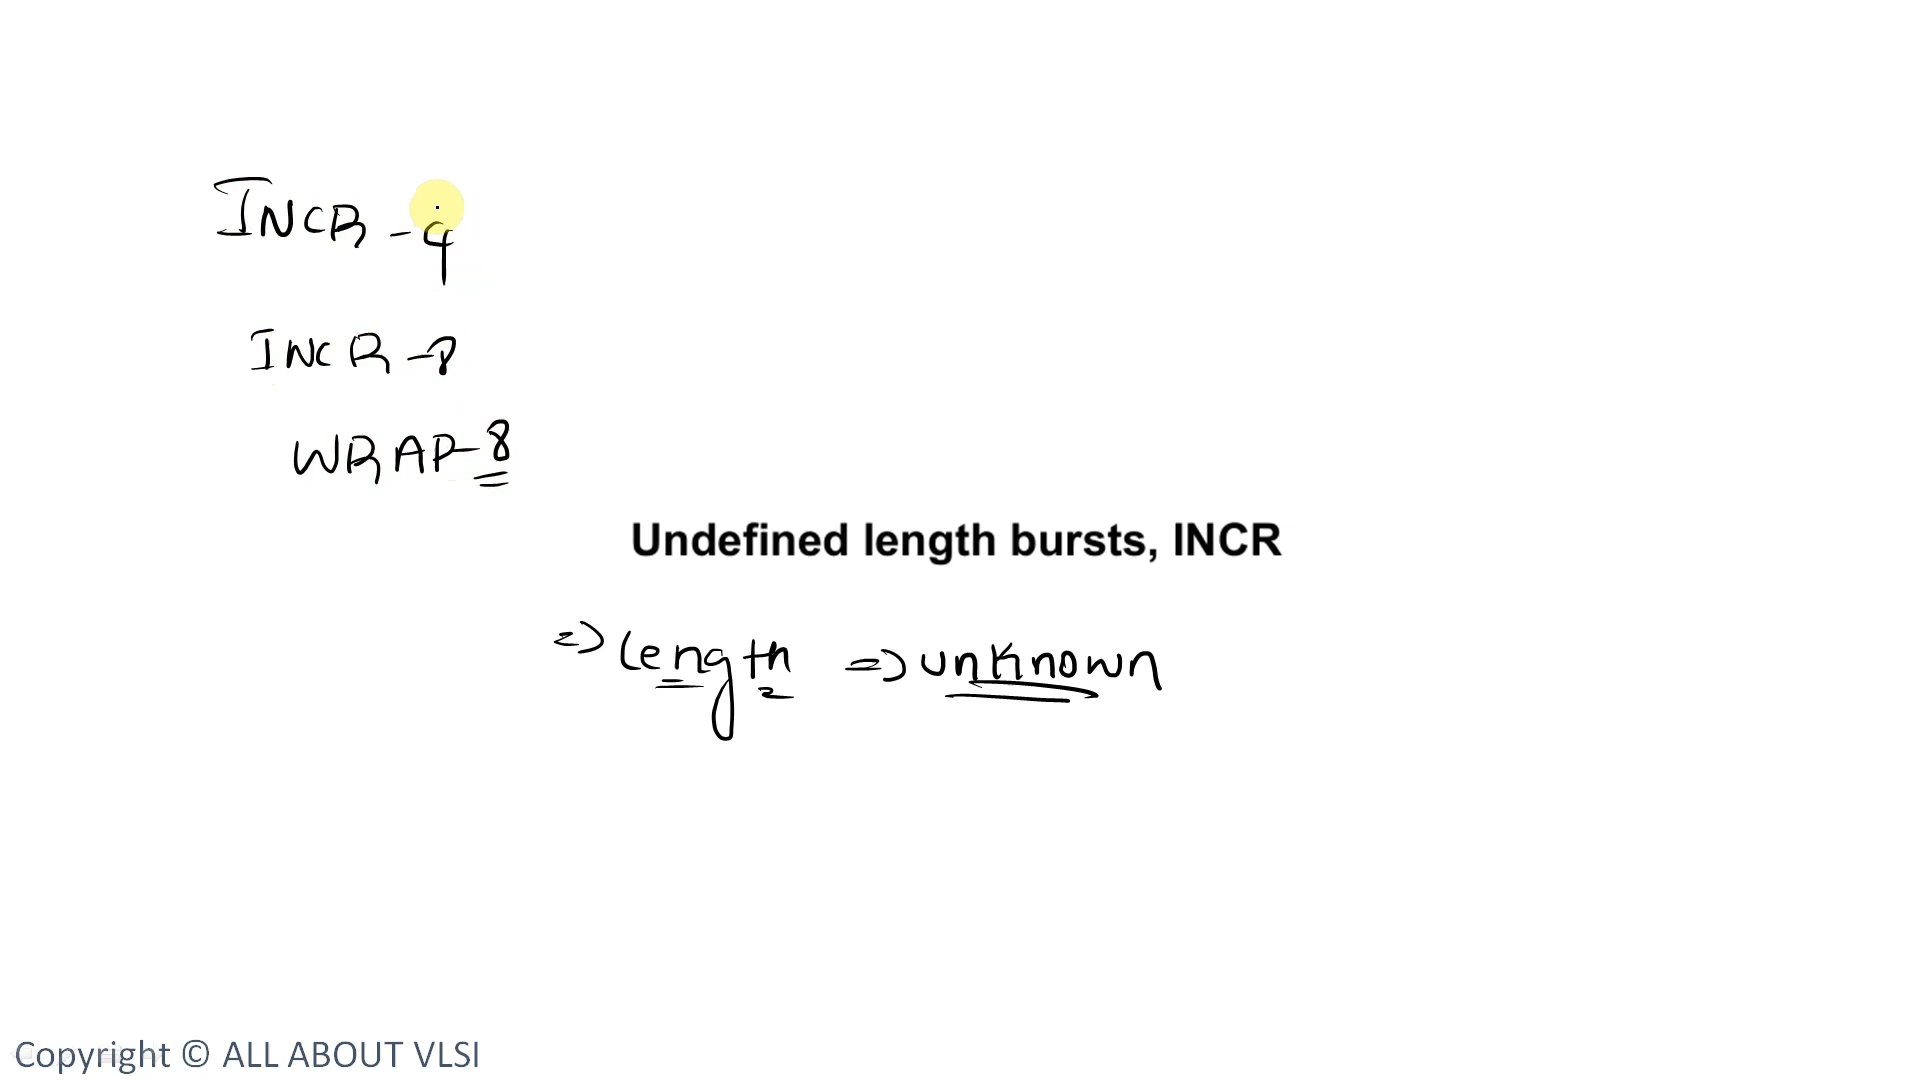 INCR-4
INCR-8
WRAP-8
Undefined length bursts, INCR
=> length => unknown
Copyright © ALL ABOUT VLSI